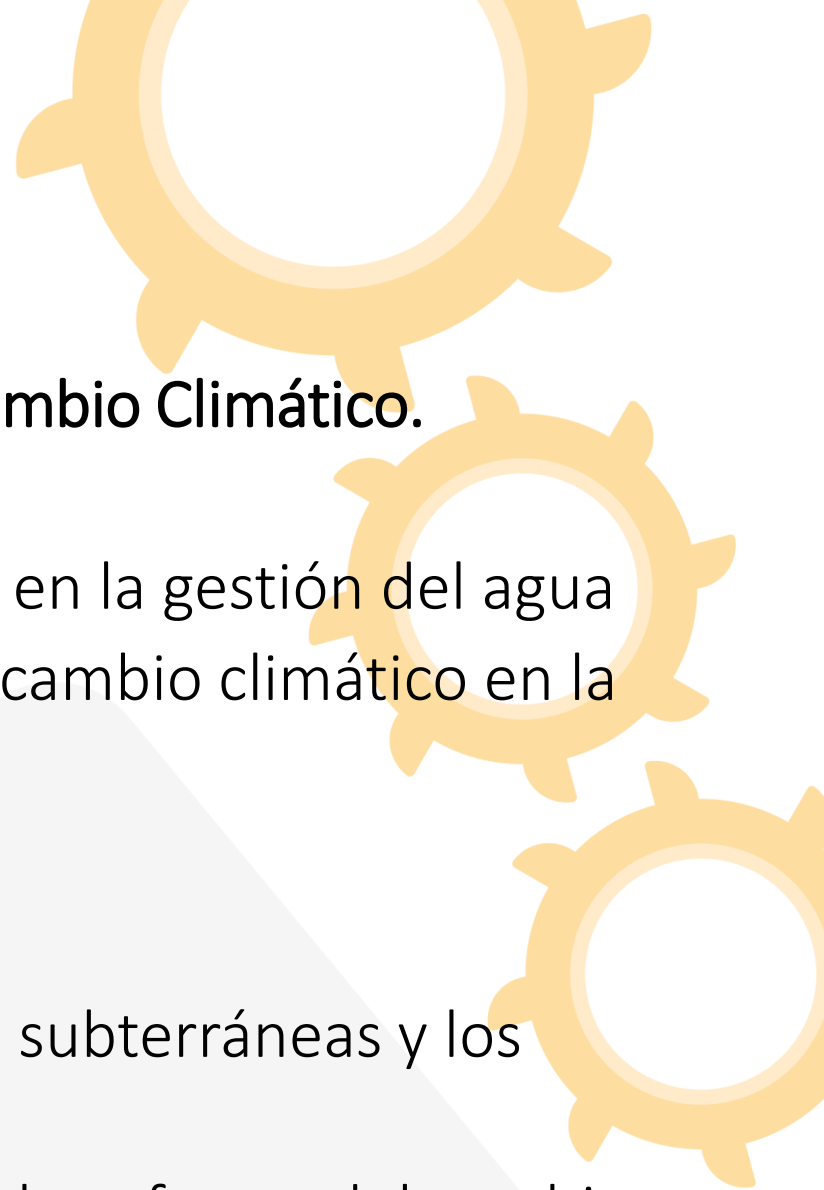 mbio Climático.
en la gestión del agua
cambio climático en la
subterráneas y los